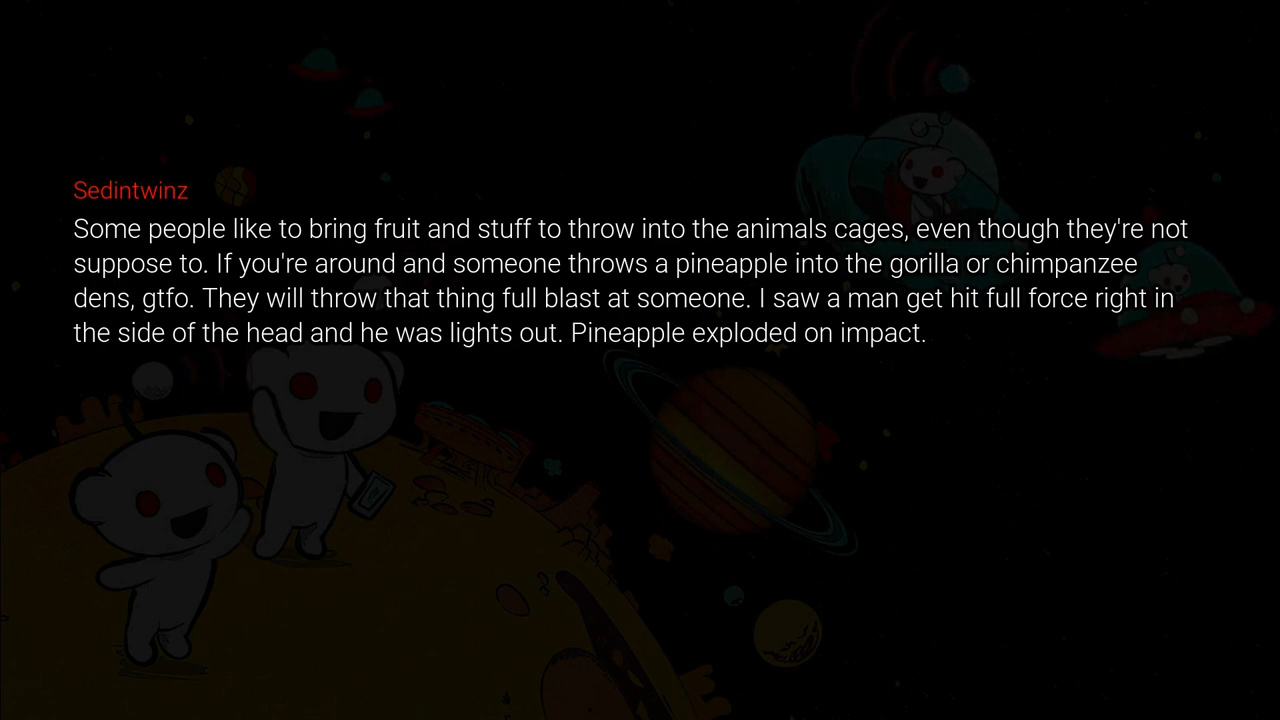 Sedintwinz
Some people like to bring fruit and stuff to throw into the animals cages, even though they're not
suppose to. If you're around and someone throws a pineapple into the gorilla or chimpanzee
dens, gtfo. They will throw that thing full blast at someone. I saw a man get hit full force right in
the side of the head and he was lights out. Pineapple exploded on impact.